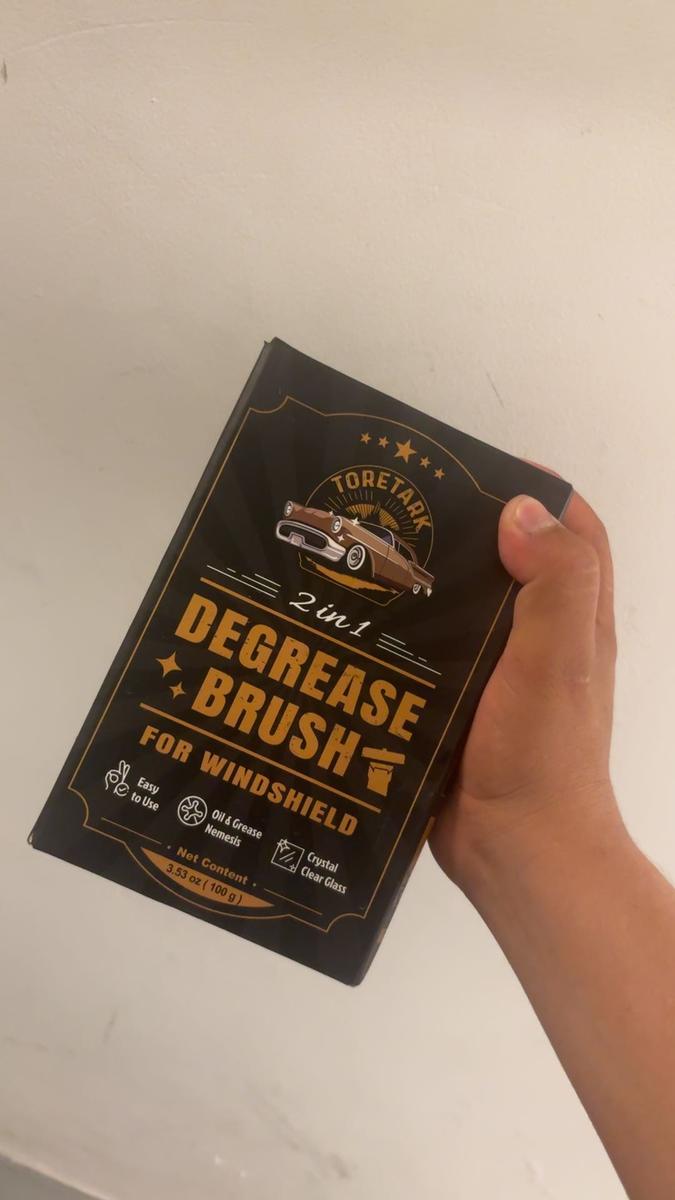 TORETARK
2 in 1
DEGREASE
BRUSH
FOR WINDSHIELD
Easy
to Use
Oil & Grease
Nemesis
Crystal
Clear Glass
• Net Content •
3.53 oz ( 100 g )